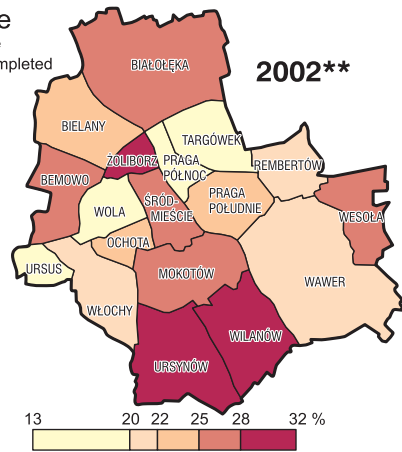 e
e
mpleted
2002**
BIAŁOŁĘKA
BIELANY
TARGÓWEK
ŻOLIBORZ
PRAGA
PÓŁNOC
REMBERTÓW
BEMOWO
PRAGA
POŁUDNIE
WOLA
ŚRÓD-
MIEŚCIE
WESOŁA
OCHOTA
URSUS
MOKOTÓW
WAWER
WŁOCHY
WILANÓW
URSYNÓW
13 20 22 25 28 32 %